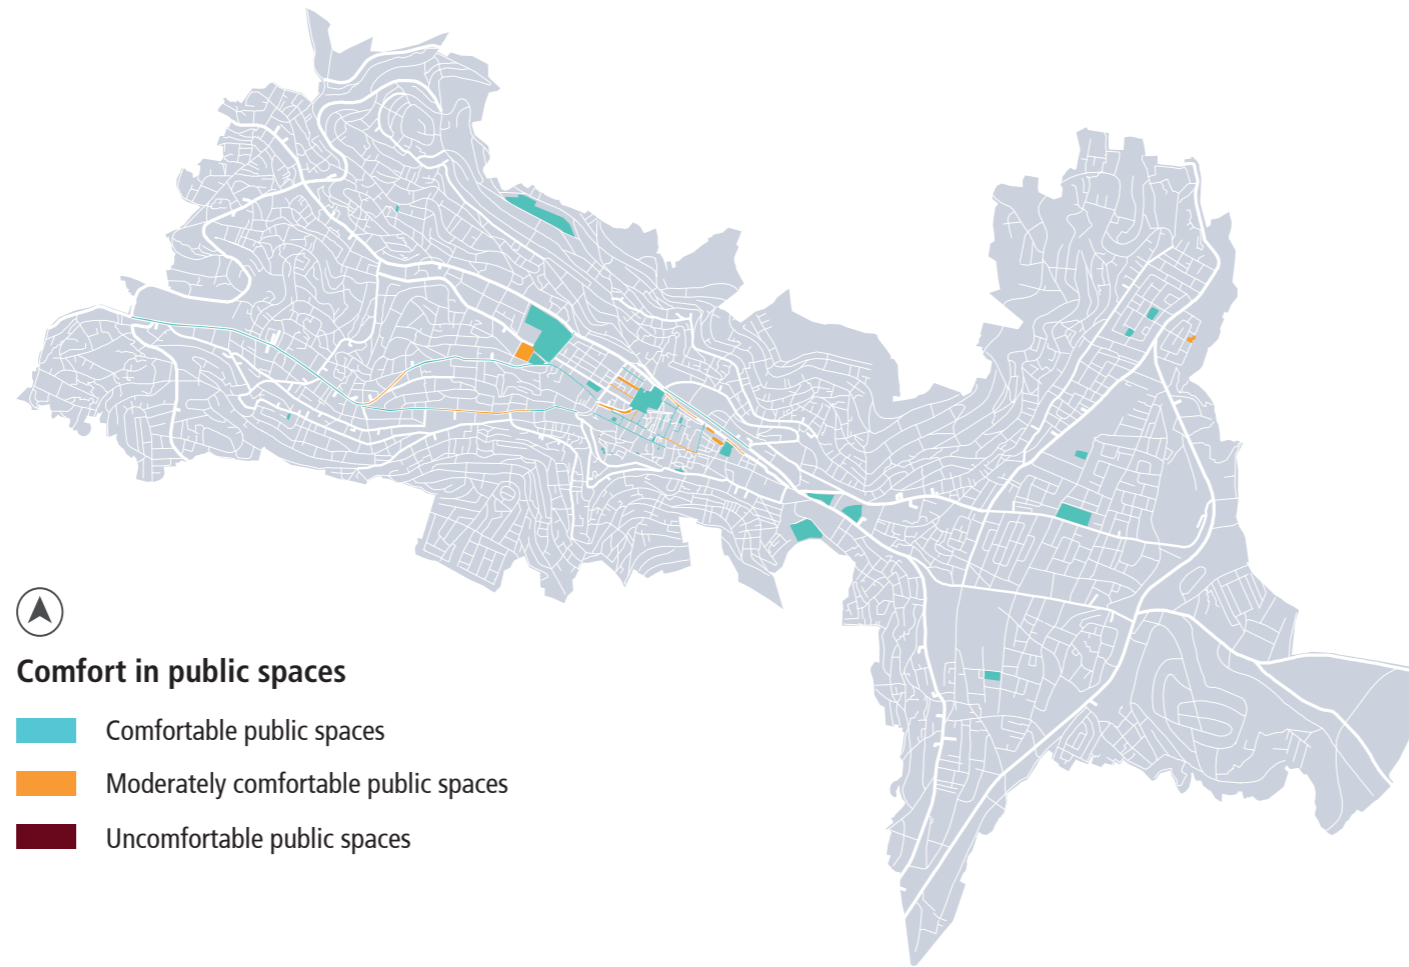 Comfort in public spaces
Comfortable public spaces
Moderately comfortable public spaces
Uncomfortable public spaces